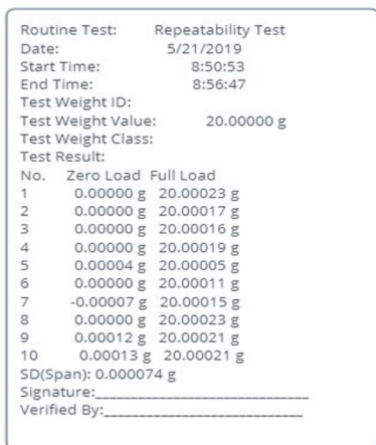 Routine Test: Repeatability Test
Date: 5/21/2019
Start Time: 8:50:53
End Time: 8:56:47
Test Weight ID:
Test Weight Value: 20.00000 g
Test Weight Class:
Test Result:
No. Zero Load Full Load
1 0.00000 g 20.00023 g
2 0.00000 g 20.00017 g
3 0.00000 g 20.00016 g
4 0.00000 g 20.00019 g
5 0.00004 g 20.00005 g
6 0.00000 g 20.00011 g
7 -0.00007 g 20.00015 g
8 0.00000 g 20.00023 g
9 0.00012 g 20.00021 g
10 0.00013 g 20.00021 g
SD(Span): 0.000074 g
Signature:
Verified By: